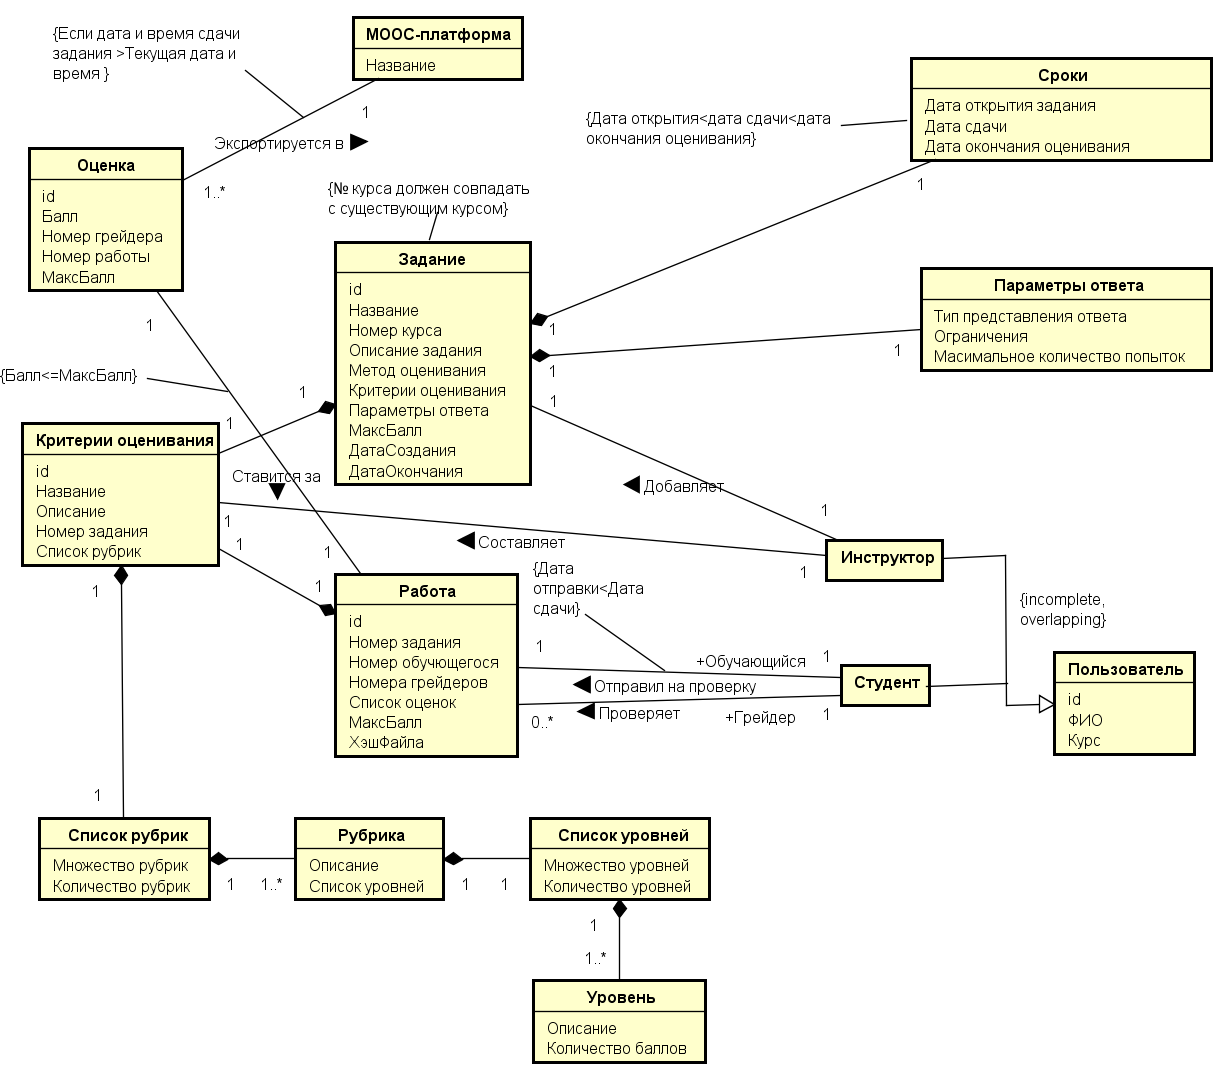 {Если дата и время сдачи
задания >Текущая дата и
время }
МООС-платформа
Название
1
Экспортируется в
1..*
Оценка
id
Балл
Номер грейдера
Номер работы
МаксБалл
1
{Дата открытия<дата сдачи<дата
окончания оценивания}
Сроки
Дата открытия задания
Дата сдачи
Дата окончания оценивания
1
{№ курса должен совпадать
с существующим курсом}
Задание
id
Название
Номер курса
Описание задания
Метод оценивания
Критерии оценивания
Параметры ответа
МаксБалл
ДатаСоздания
ДатаОкончания
1
1
1
Параметры ответа
Тип представления ответа
Ограничения
Масимальное количество попыток
1
{Балл<=МаксБалл}
1
1
Критерии оценивания
id
Название
Описание
Номер задания
Список рубрик
Ставится за
1
1
1
1
1
Добавляет
1
Составляет
1
Инструктор
{incomplete,
overlapping}
{Дата
отправки<Дата
сдачи}
Работа
id
Номер задания
Номер обучющегося
Номера грейдеров
Список оценок
МаксБалл
ХэшФайла
1
+Обучающийся
1
Отправил на проверку
0..*
Проверяет
+Грейдер
1
Студент
Пользователь
id
ФИО
Курс
1
Список рубрик
Множество рубрик
Количество рубрик
1
1..*
Рубрика
Описание
Список уровней
1
1
Список уровней
Множество уровней
Количество уровней
1
1..*
Уровень
Описание
Количество баллов